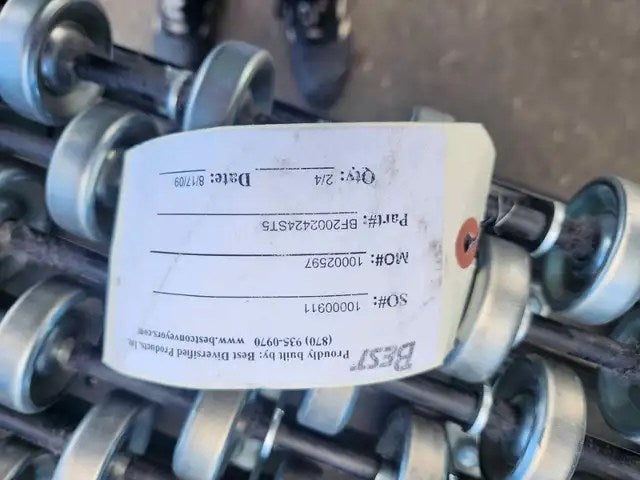 BEST
Proudly built by: Best Diversified Products, Inc.
(870) 935-0970 www.bestconveyors.com
SO#: 10000911
MO#: 10002597
Part#: BF2002424ST5
Qty: 2/4 Date: 8/17/09